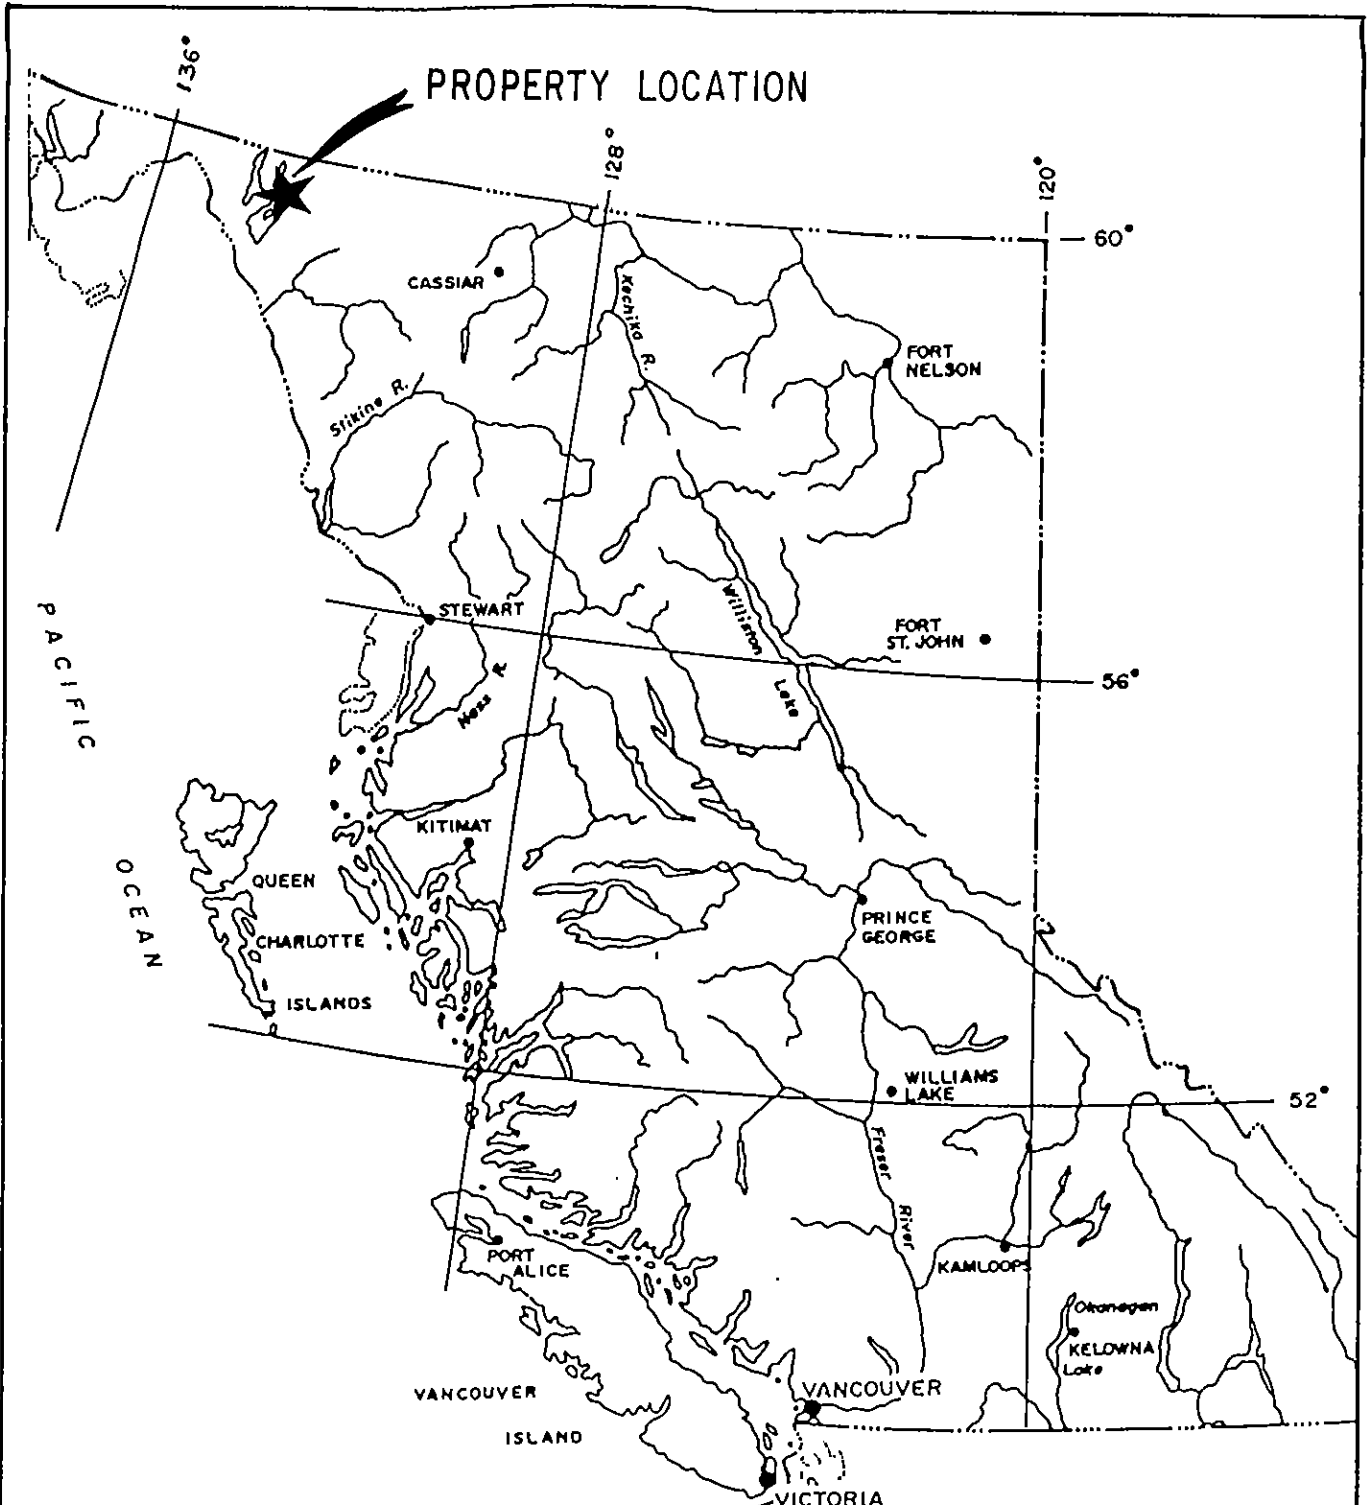 136°
PROPERTY LOCATION
128°
120°
60°
CASSIAR
Kechika R.
FORT
NELSON
Stikine R.
STEWART
Williston
Lake
FORT
ST. JOHN
56°
Nass R.
PACIFIC
OCEAN
KITIMAT
QUEEN
CHARLOTTE
ISLANDS
PRINCE
GEORGE
WILLIAMS
LAKE
52°
Fraser
River
PORT
ALICE
KAMLOOPS
Okanagan
KELOWNA
Lake
VANCOUVER
ISLAND
VANCOUVER
VICTORIA